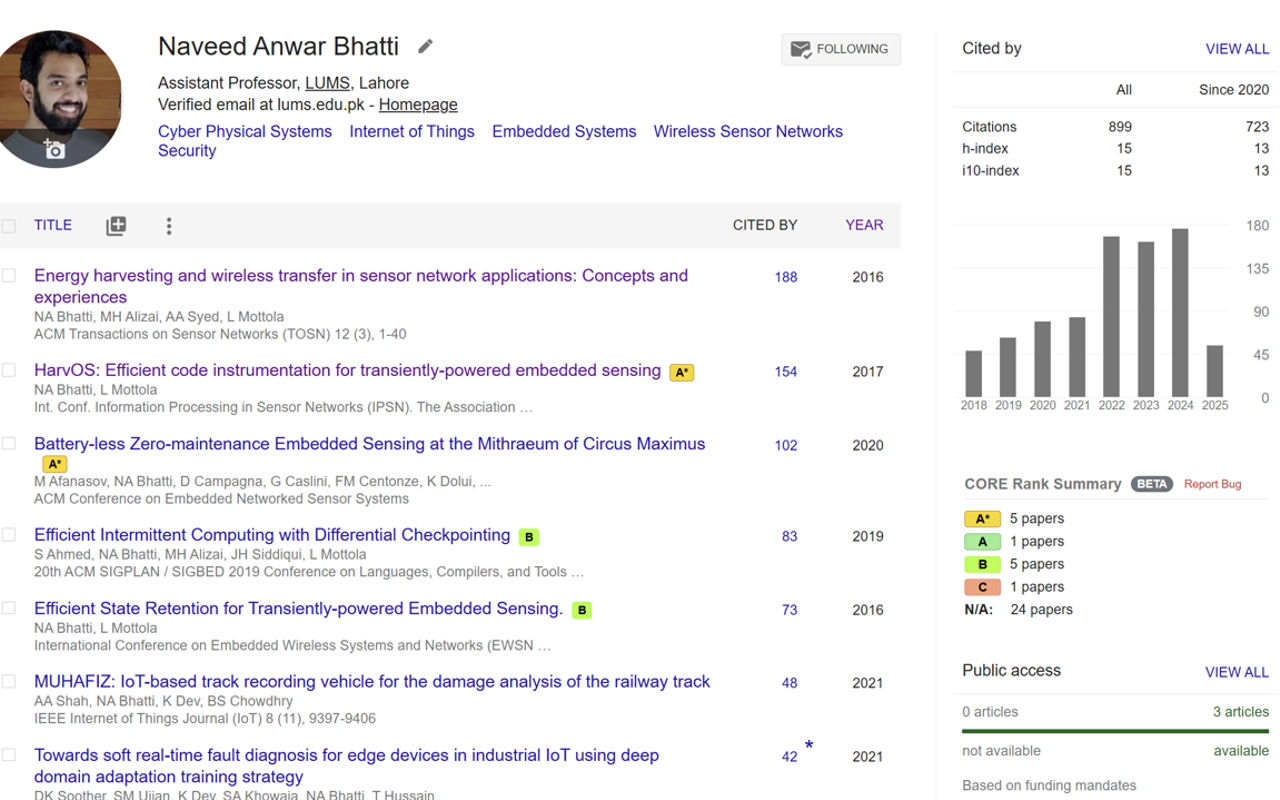 Naveed Anwar Bhatti
FOLLOWING
Assistant Professor, LUMS, Lahore
Verified email at lums.edu.pk - Homepage
Cyber Physical Systems Internet of Things Embedded Systems Wireless Sensor Networks
Security
TITLE CITED BY YEAR
Energy harvesting and wireless transfer in sensor network applications: Concepts and 188 2016
experiences
NA Bhatti, MH Alizai, AA Syed, L Mottola
ACM Transactions on Sensor Networks (TOSN) 12 (3), 1-40
HarvOS: Efficient code instrumentation for transiently-powered embedded sensing A* 154 2017
NA Bhatti, L Mottola
Int. Conf. Information Processing in Sensor Networks (IPSN). The Association …
Battery-less Zero-maintenance Embedded Sensing at the Mithraeum of Circus Maximus 102 2020
A*
M Afanasov, NA Bhatti, D Campagna, G Caslini, FM Centonze, K Dolui, ...
ACM Conference on Embedded Networked Sensor Systems
Efficient Intermittent Computing with Differential Checkpointing B 83 2019
S Ahmed, NA Bhatti, MH Alizai, JH Siddiqui, L Mottola
20th ACM SIGPLAN / SIGBED 2019 Conference on Languages, Compilers, and Tools …
Efficient State Retention for Transiently-powered Embedded Sensing. B 73 2016
NA Bhatti, L Mottola
International Conference on Embedded Wireless Systems and Networks (EWSN …
MUHAFIZ: IoT-based track recording vehicle for the damage analysis of the railway track 48 2021
AA Shah, NA Bhatti, K Dev, BS Chowdhry
IEEE Internet of Things Journal (IoT) 8 (11), 9397-9406
Towards soft real-time fault diagnosis for edge devices in industrial IoT using deep 42 * 2021
domain adaptation training strategy
DK Soother, SM Ujjan, K Dev, SA Khowaja, NA Bhatti, T Hussain
Cited by VIEW ALL
All Since 2020
Citations 899 723
h-index 15 13
i10-index 15 13
180
135
90
45
0
2018 2019 2020 2021 2022 2023 2024 2025
CORE Rank Summary BETA Report Bug
A* 5 papers
A 1 papers
B 5 papers
C 1 papers
N/A: 24 papers
Public access VIEW ALL
0 articles 3 articles
not available available
Based on funding mandates